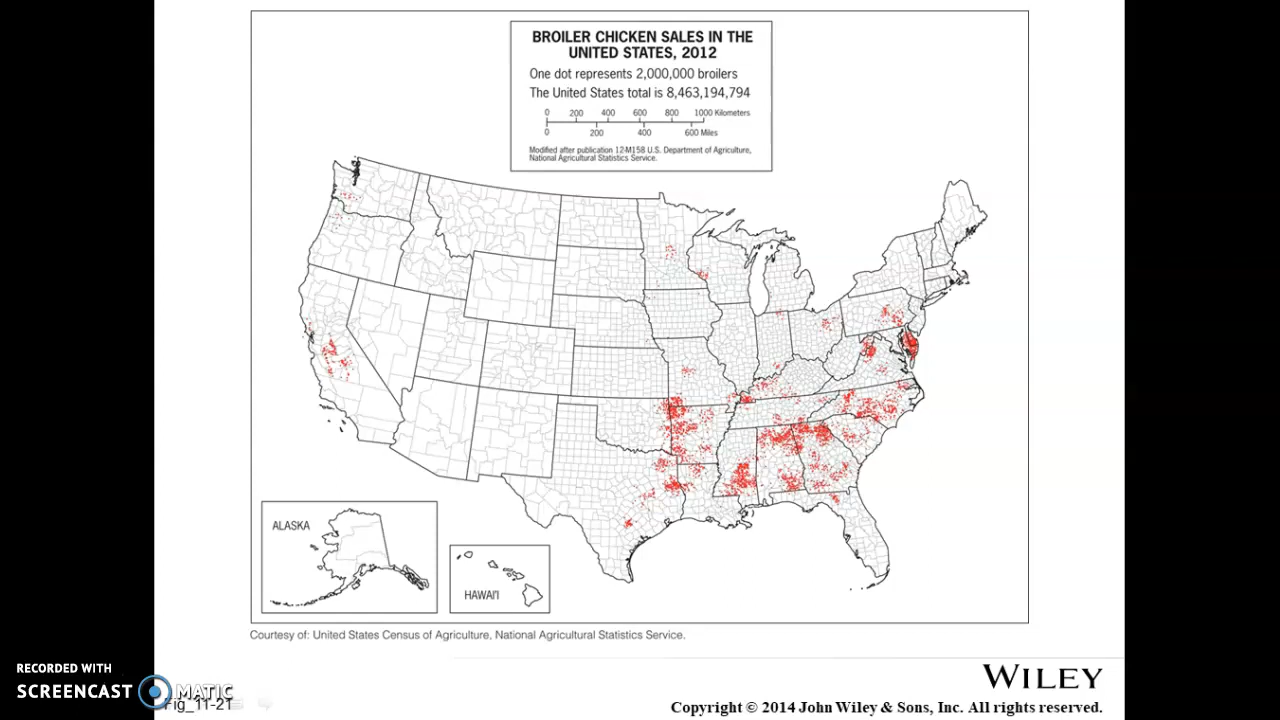 BROILER CHICKEN SALES IN THE
UNITED STATES, 2012
One dot represents 2,000,000 broilers
The United States total is 8,463,194,794
0 200 400 600 800 1000 Kilometers
0 200 400 600 Miles
Modified after publication 12-M158 U.S. Department of Agriculture,
National Agricultural Statistics Service.
ALASKA
HAWAI'I
Courtesy of: United States Census of Agriculture, National Agricultural Statistics Service.
RECORDED WITH
SCREENCAST MATIC
Fig_11-21
WILEY
Copyright © 2014 John Wiley & Sons, Inc. All rights reserved.